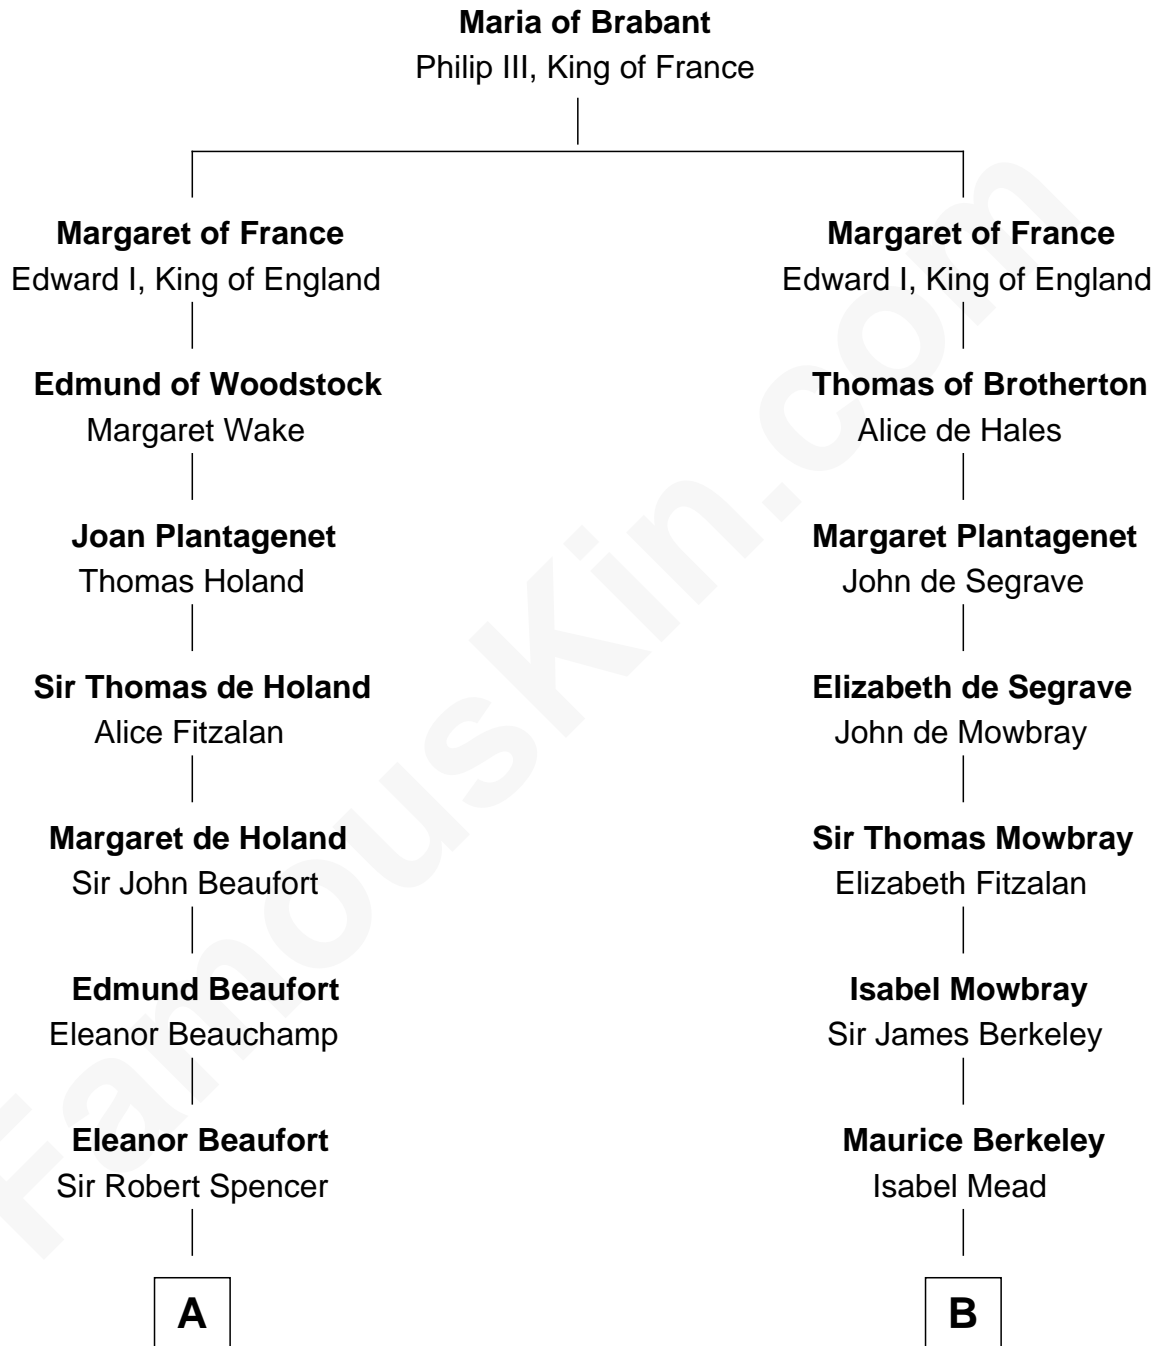 Maria of Brabant
Philip III, King of France
Margaret of France
Edward I, King of England
Edmund of Woodstock
Margaret Wake
Joan Plantagenet
Thomas Holand
Sir Thomas de Holand
Alice Fitzalan
Margaret de Holand
Sir John Beaufort
Edmund Beaufort
Eleanor Beauchamp
Eleanor Beaufort
Sir Robert Spencer
A
Margaret of France
Edward I, King of England
Thomas of Brotherton
Alice de Hales
Margaret Plantagenet
John de Segrave
Elizabeth de Segrave
John de Mowbray
Sir Thomas Mowbray
Elizabeth Fitzalan
Isabel Mowbray
Sir James Berkeley
Maurice Berkeley
Isabel Mead
B
FamousKin.com